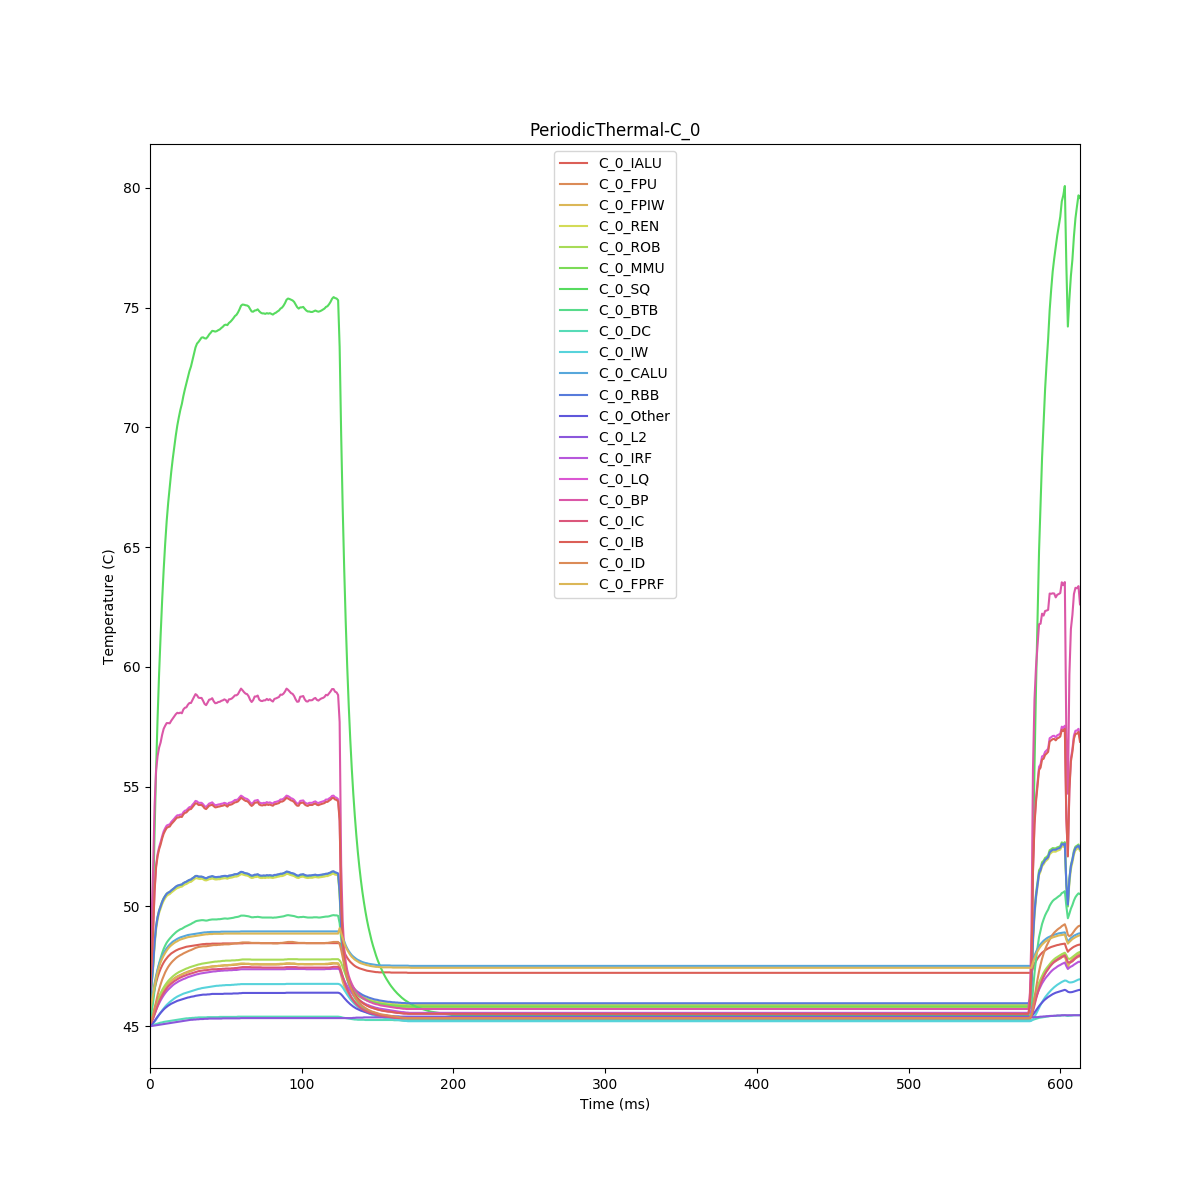 PeriodicThermal-C_0
C_0_IALU
C_0_FPU
C_0_FPIW
C_0_REN
C_0_ROB
C_0_MMU
C_0_SQ
C_0_BTB
C_0_DC
C_0_IW
C_0_CALU
C_0_RBB
C_0_Other
C_0_L2
C_0_IRF
C_0_LQ
C_0_BP
C_0_IC
C_0_IB
C_0_ID
C_0_FPRF
80
75
70
65
60
55
50
45
Temperature (C)
0 100 200 300 400 500 600
Time (ms)